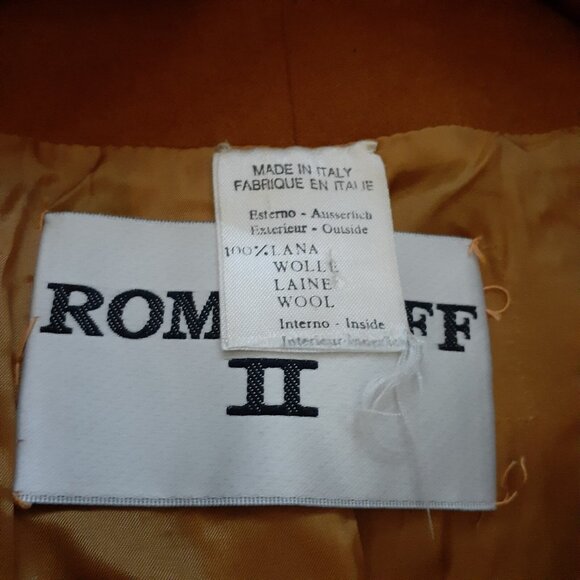 MADE IN ITALY
FABRIQUE EN ITALIE
Esterno - Ausserlich
Exterieur - Outside
100% LANA
WOLLE
LAINE
WOOL
Interno - Inside
Interieur
ROM FF
II